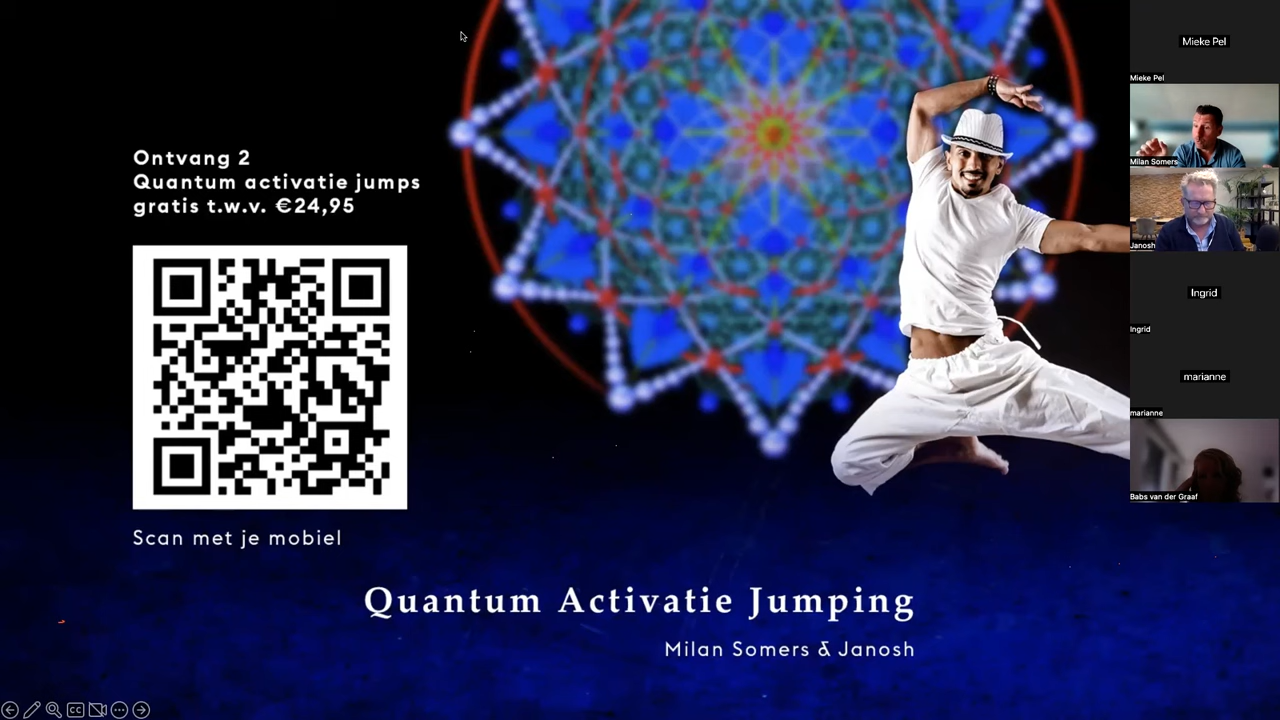 Ontvang 2
Quantum activatie jumps
gratis t.w.v. €24,95
Scan met je mobiel
Quantum Activatie Jumping
Milan Somers & Janosh
Mieke Pel
Mieke Pel
Milan Somers
Janosh
Ingrid
Ingrid
marianne
marianne
Babs van der Graaf
CC